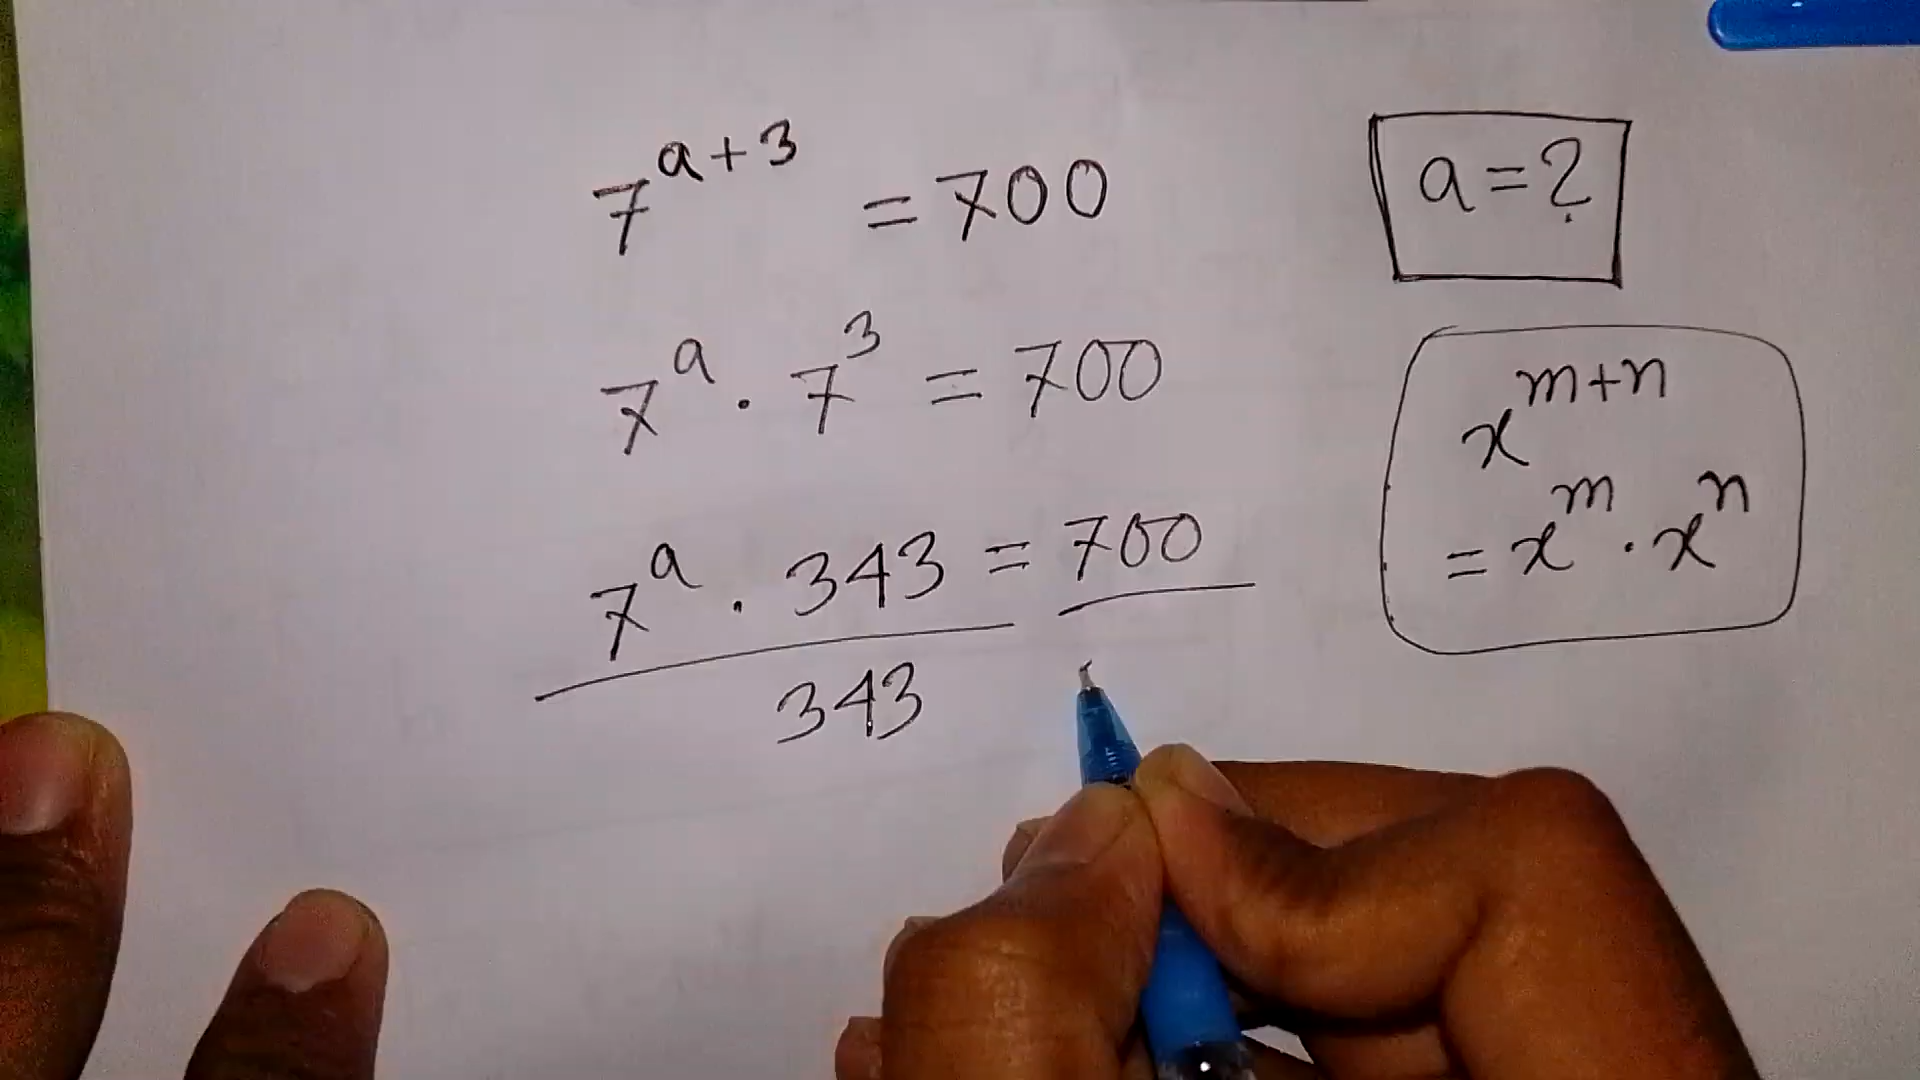 7^{a+3} = 700
7^a · 7^3 = 700
7^a · 343 = 700
343
a = ?
x^{m+n}
= x^m · x^n